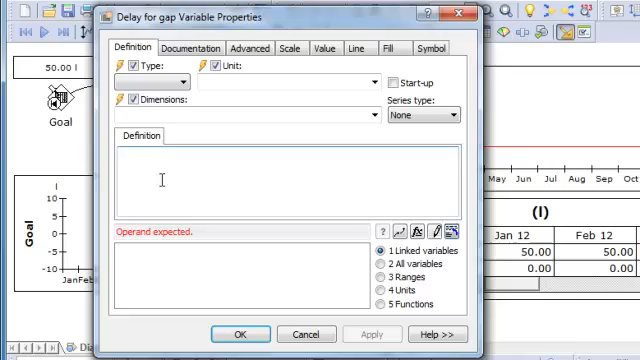 Delay for gap Variable Properties
Definition Documentation Advanced Scale Value Line Fill Symbol
Type: Unit:
Start-up
Dimensions: Series type:
None
Definition
Operand expected.
1 Linked variables
2 All variables
3 Ranges
4 Units
5 Functions
OK Cancel Apply Help >>
50.00 l
Goal
l
10
5
0
-5
-10
Goal
May Jun Jul Aug Sep Oct
(l)
Jan 12 Feb 12
50.00 50.00
0.00 0.00